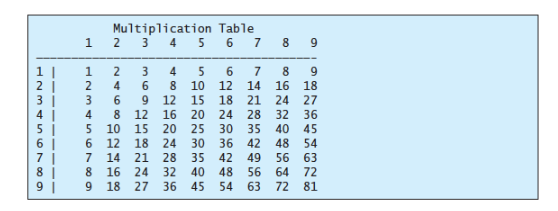 Multiplication Table
1 2 3 4 5 6 7 8 9
1 | 1 2 3 4 5 6 7 8 9
2 | 2 4 6 8 10 12 14 16 18
3 | 3 6 9 12 15 18 21 24 27
4 | 4 8 12 16 20 24 28 32 36
5 | 5 10 15 20 25 30 35 40 45
6 | 6 12 18 24 30 36 42 48 54
7 | 7 14 21 28 35 42 49 56 63
8 | 8 16 24 32 40 48 56 64 72
9 | 9 18 27 36 45 54 63 72 81